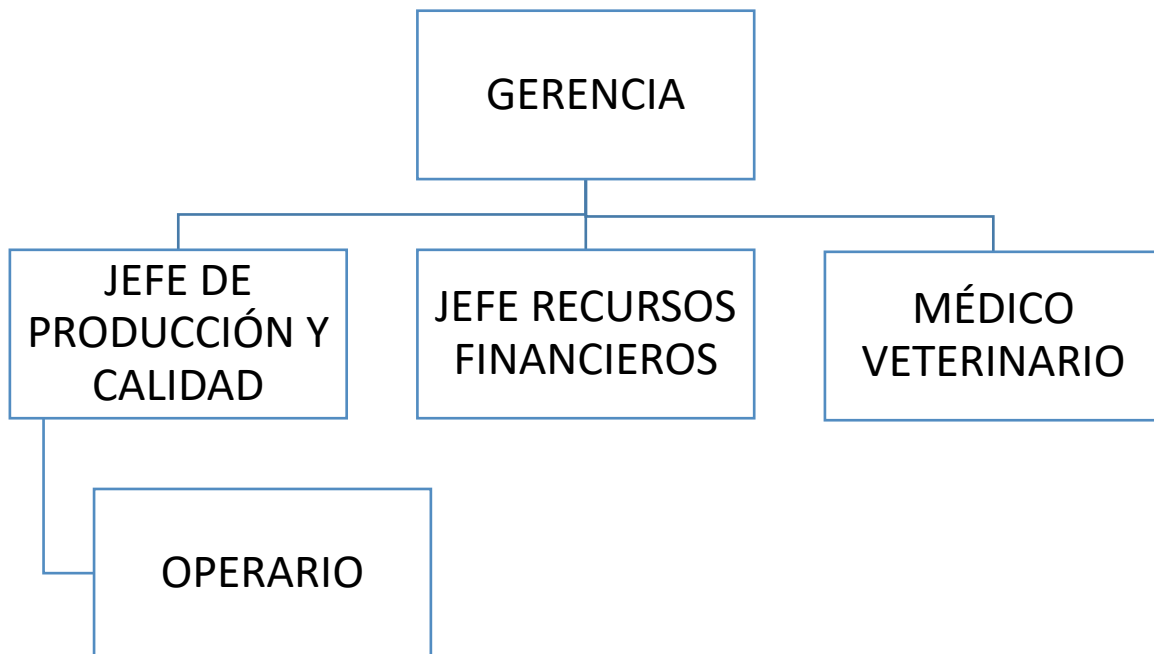 GERENCIA
JEFE DE
PRODUCCIÓN Y
CALIDAD
JEFE RECURSOS
FINANCIEROS
MÉDICO
VETERINARIO
OPERARIO